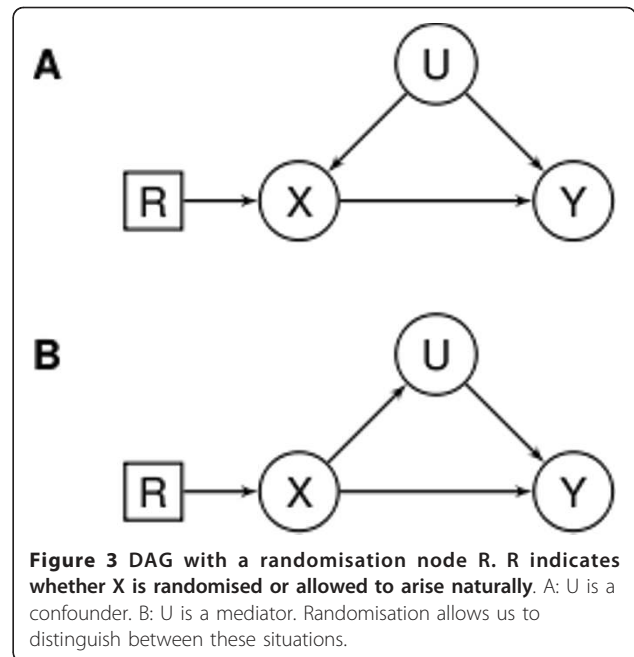 A
U
R
X
Y
B
U
R
X
Y
Figure 3 DAG with a randomisation node R. R indicates
whether X is randomised or allowed to arise naturally. A: U is a
confounder. B: U is a mediator. Randomisation allows us to
distinguish between these situations.